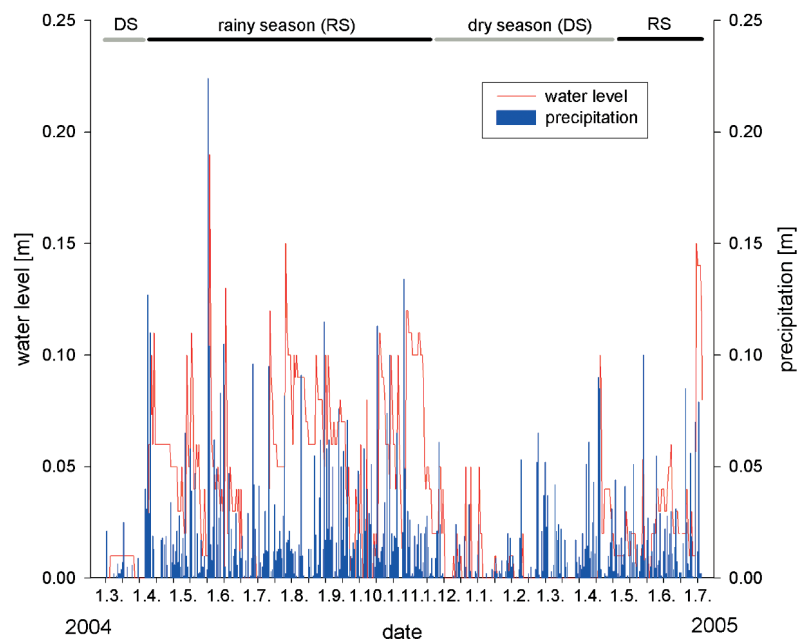 DS rainy season (RS) dry season (DS) RS
water level
precipitation
0.25 0.25
0.20 0.20
0.15 0.15
0.10 0.10
0.05 0.05
0.00 0.00
water level [m]
precipitation [m]
1.3. 1.4. 1.5. 1.6. 1.7. 1.8. 1.9. 1.10. 1.11. 1.12. 1.1. 1.2. 1.3. 1.4. 1.5. 1.6. 1.7.
2004 date 2005